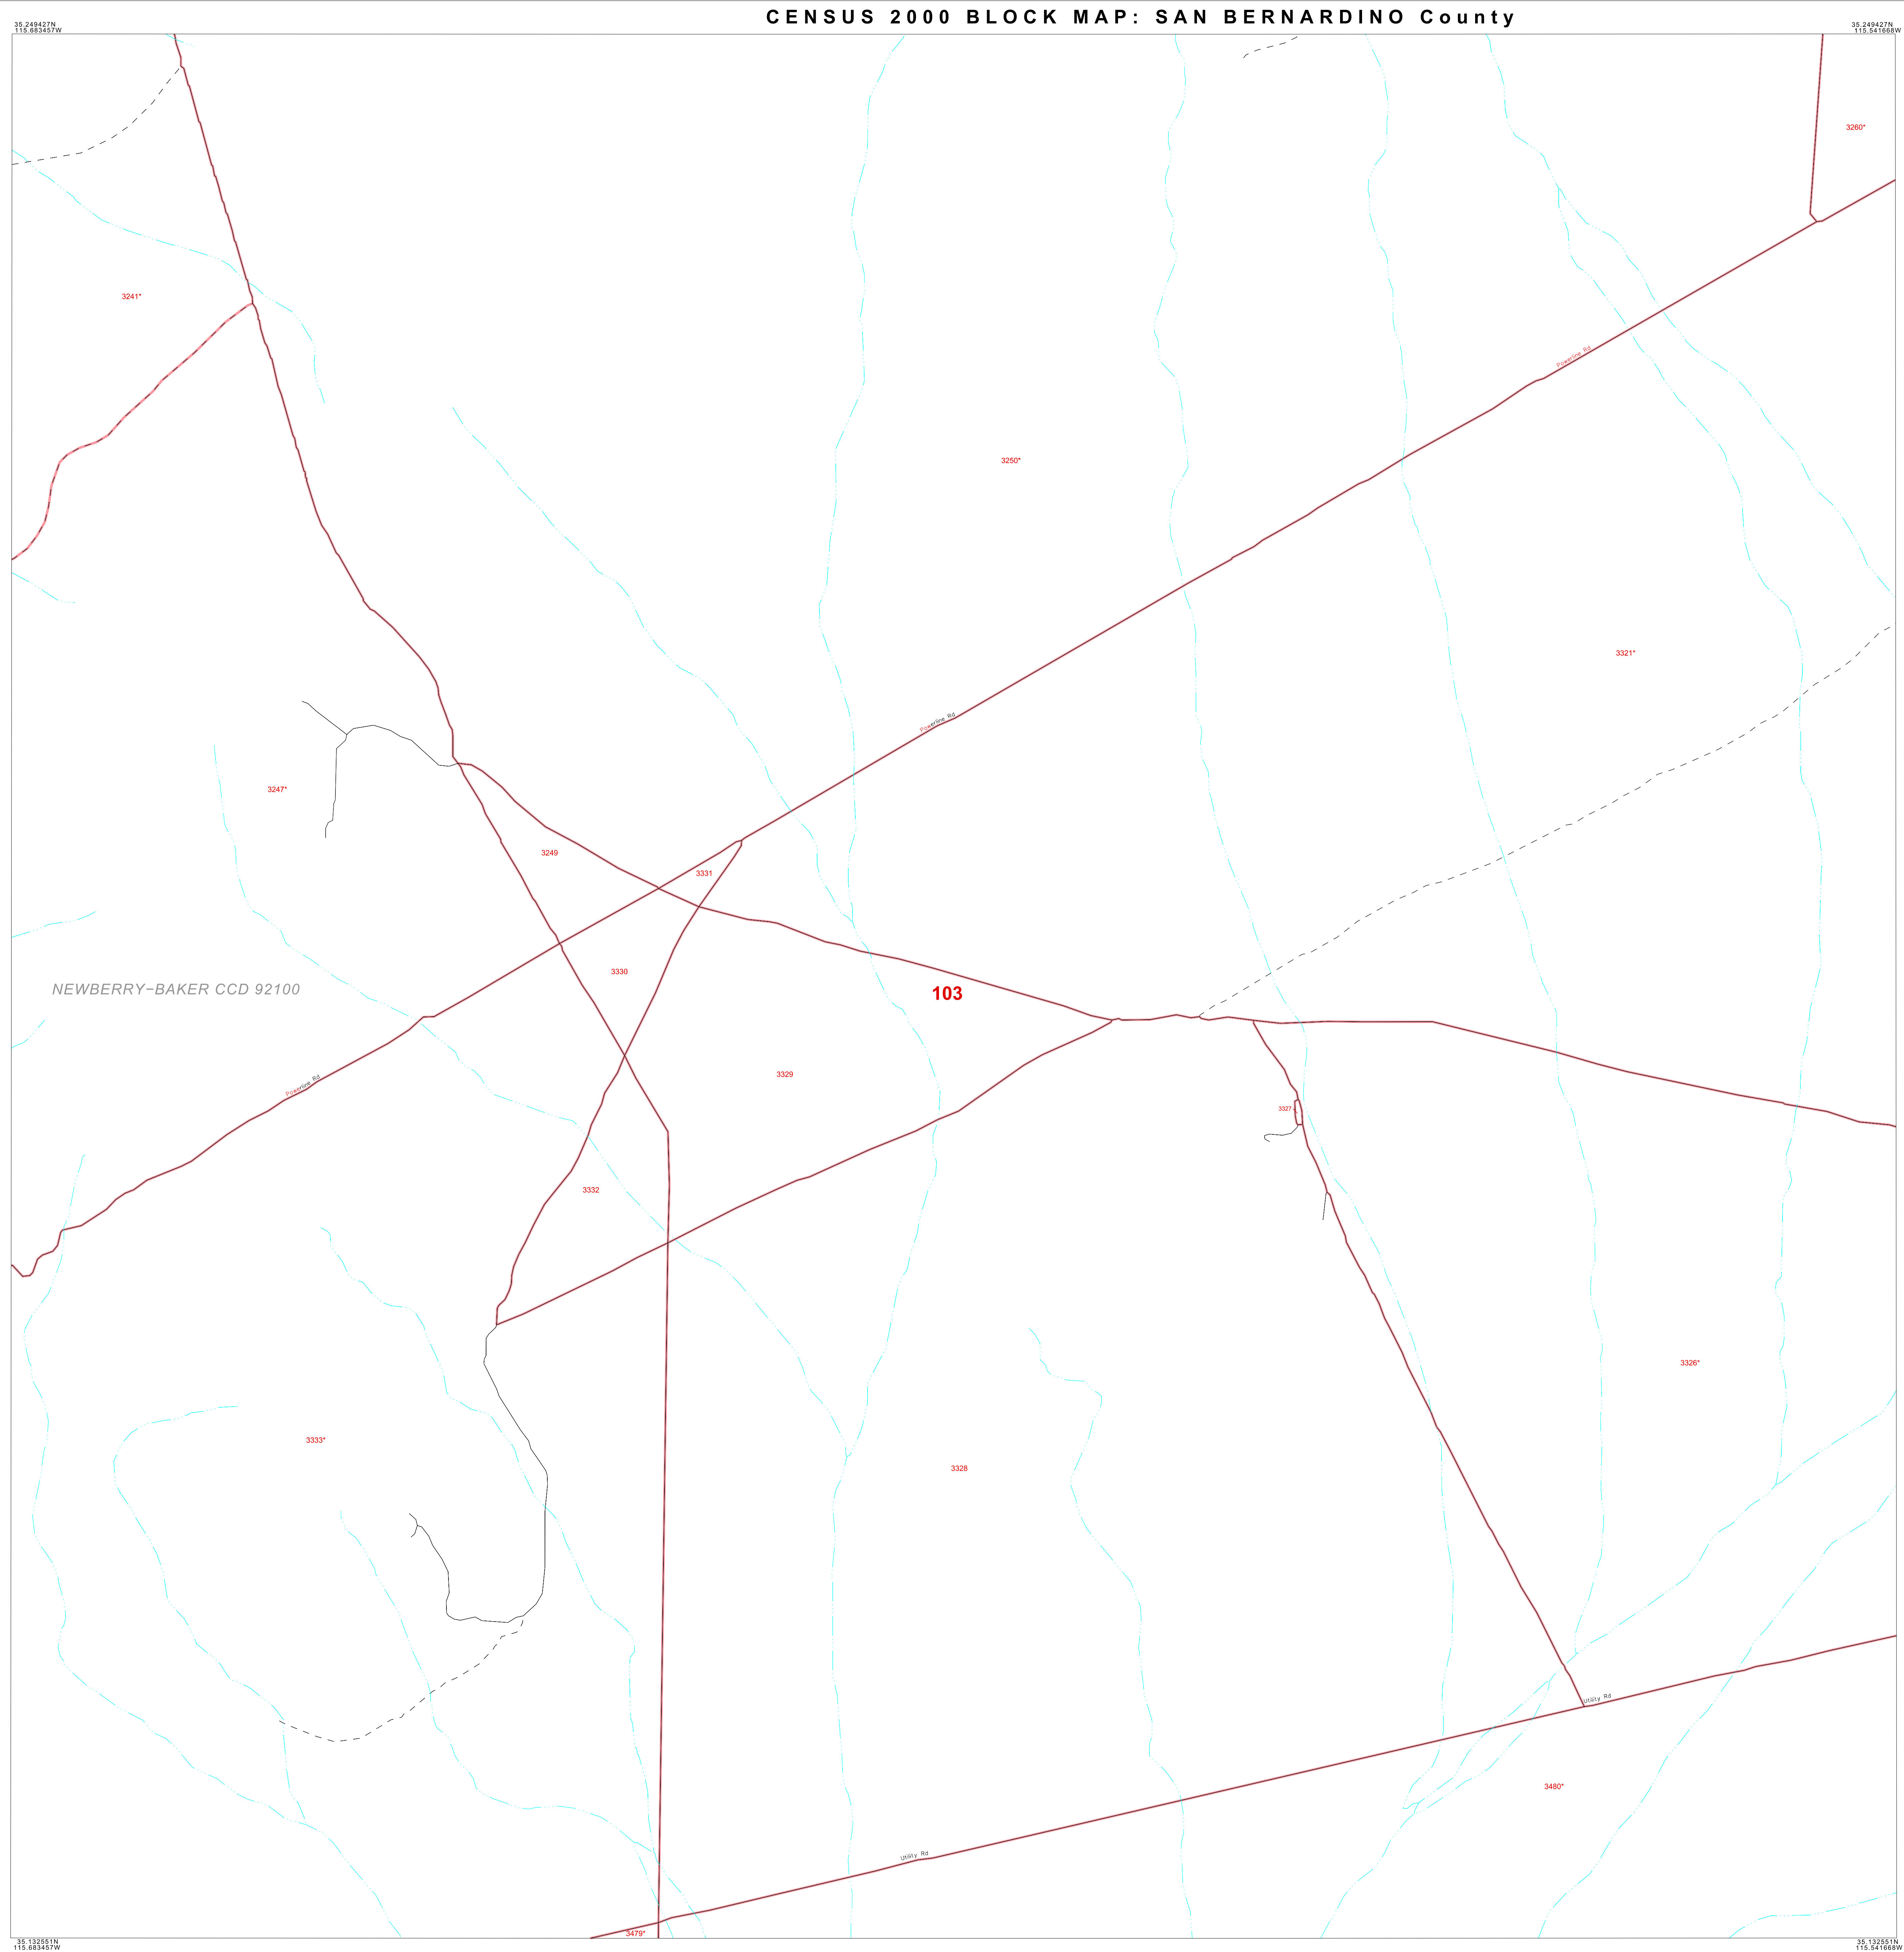 CENSUS 2000 BLOCK MAP: SAN BERNARDINO County
35.249427N
115.683457W
35.249427N
115.541668W
3260*
3241*
Powerline Rd
3250*
3321*
Powerline Rd
3247*
3249
3331
3330
NEWBERRY-BAKER CCD 92100
103
3329
Powerline Rd
3327
3332
3326*
3333*
3328
Utility Rd
3480*
Utility Rd
3479*
35.132551N
115.683457W
35.132551N
115.541668W